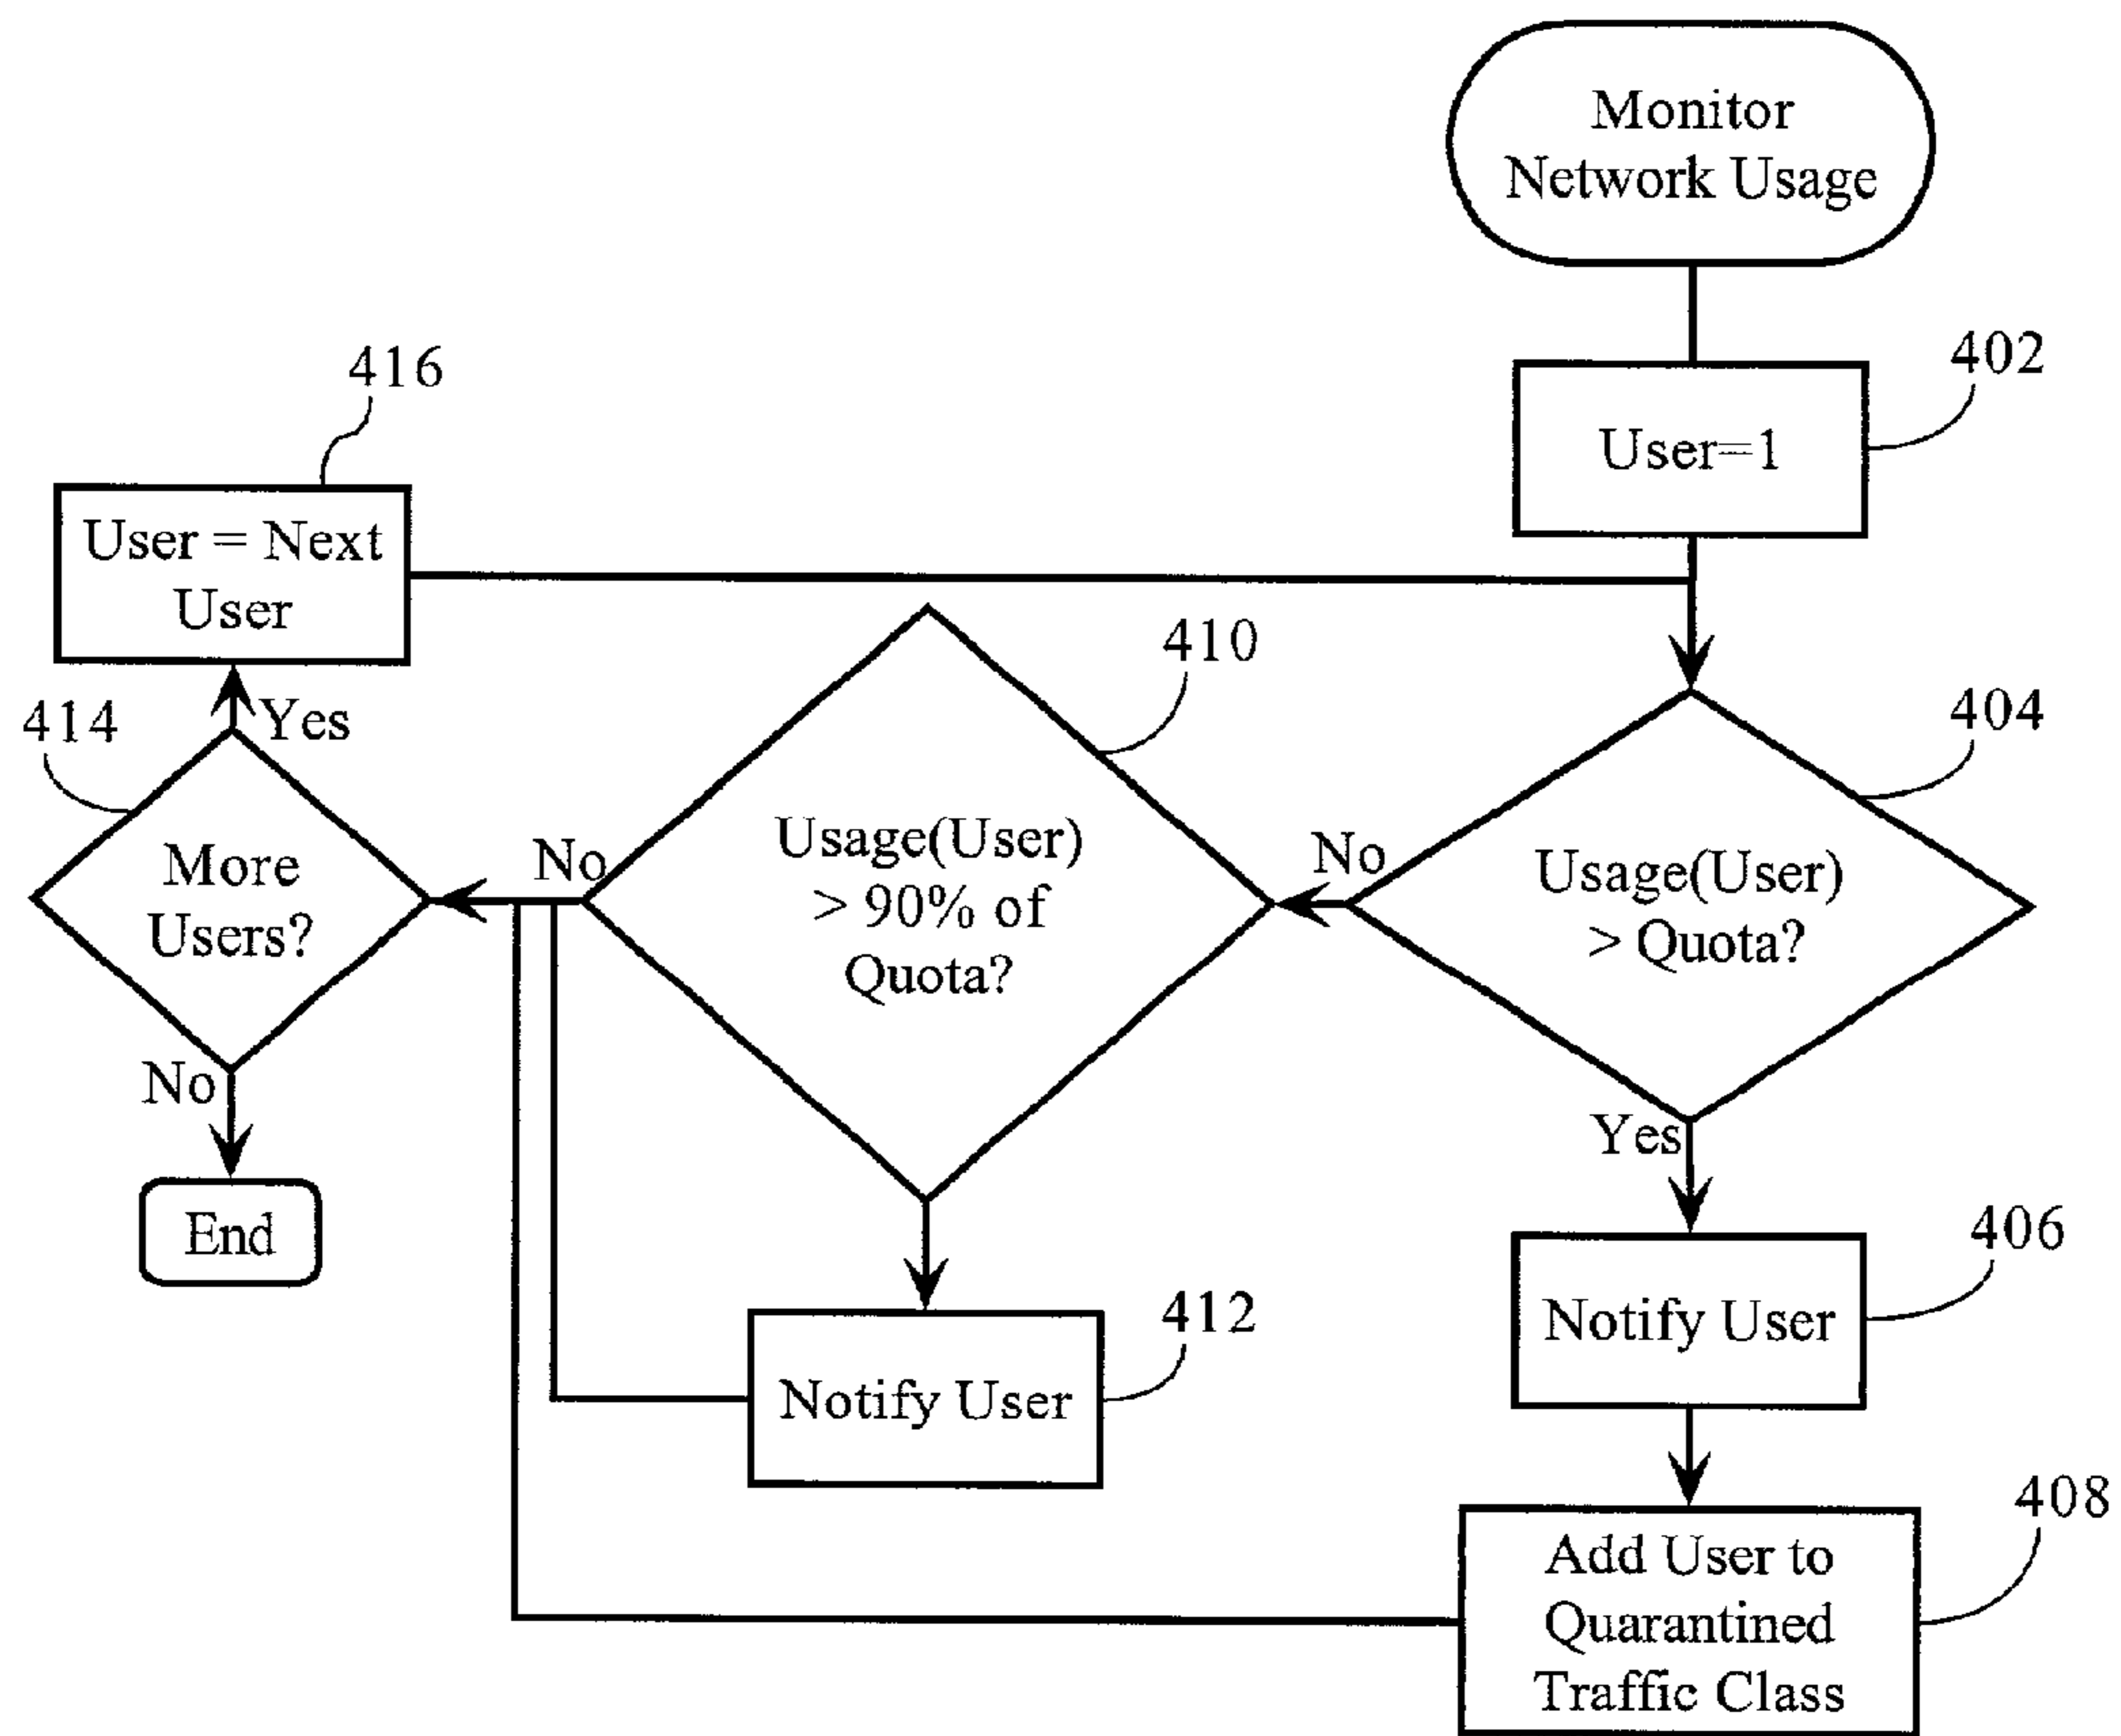 Monitor
Network Usage
402
User=1
416
User = Next
User
410
404
414
Yes
More
Users?
No
Usage(User)
> 90% of
Quota?
No
Usage(User)
> Quota?
No
End
Yes
406
Notify User
412
Notify User
408
Add User to
Quarantined
Traffic Class